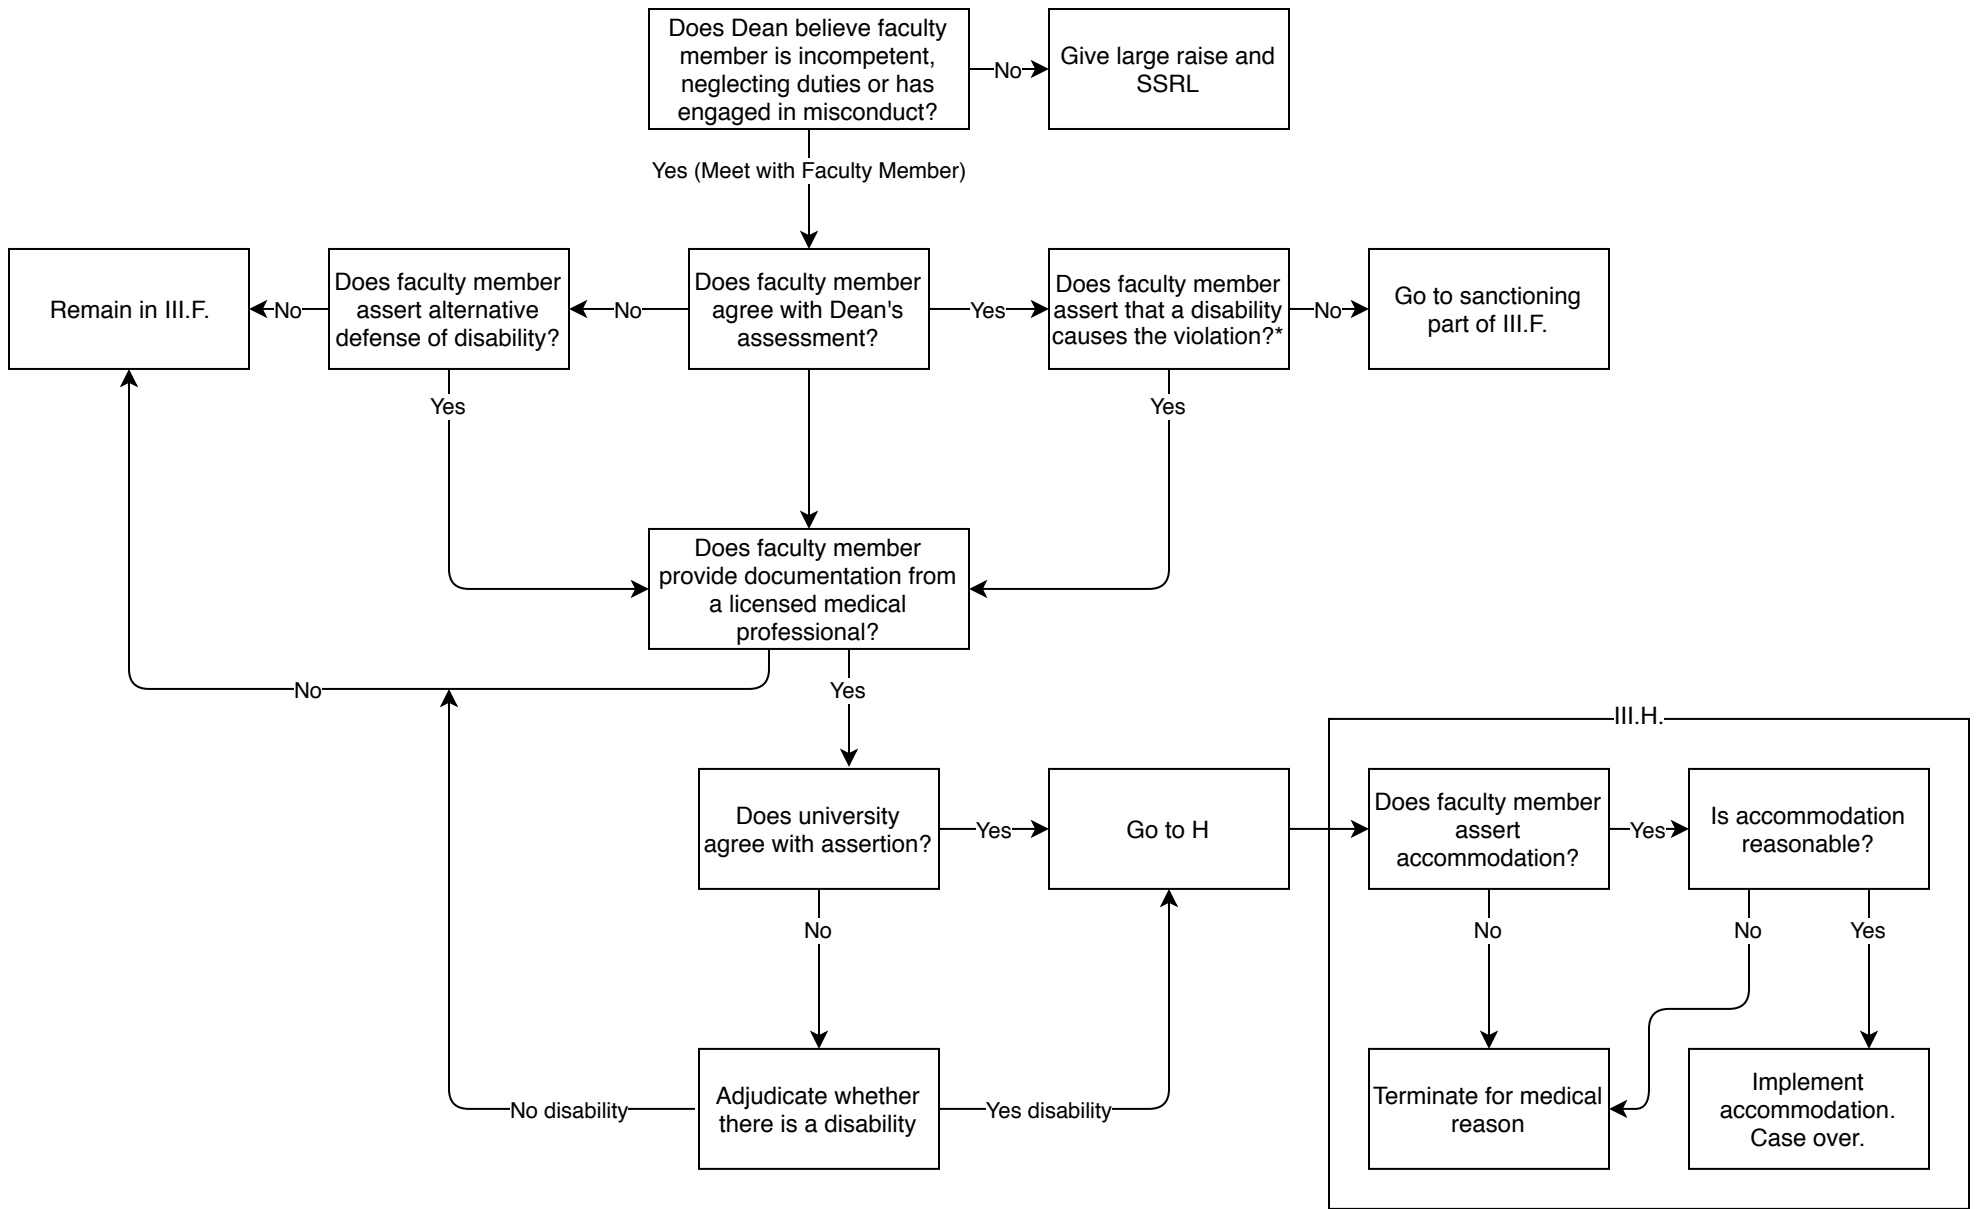 Does Dean believe faculty
member is incompetent,
neglecting duties or has
engaged in misconduct?
No
Give large raise and
SSRL
Yes (Meet with Faculty Member)
Remain in III.F.
No
Does faculty member
assert alternative
defense of disability?
No
Does faculty member
agree with Dean's
assessment?
Yes
Does faculty member
assert that a disability
causes the violation?*
No
Go to sanctioning
part of III.F.
Yes
Yes
Does faculty member
provide documentation from
a licensed medical
professional?
No
Yes
III.H.
Does university
agree with assertion?
Yes
Go to H
Does faculty member
assert
accommodation?
Yes
Is accommodation
reasonable?
No
No
No
Yes
No disability
Adjudicate whether
there is a disability
Yes disability
Terminate for medical
reason
Implement
accommodation.
Case over.